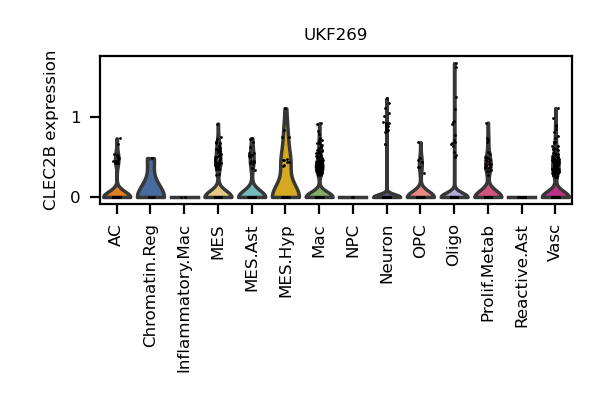 UKF269
CLEC2B expression
1
0
AC
Chromatin.Reg
Inflammatory.Mac
MES
MES.Ast
MES.Hyp
Mac
NPC
Neuron
OPC
Oligo
Prolif.Metab
Reactive.Ast
Vasc